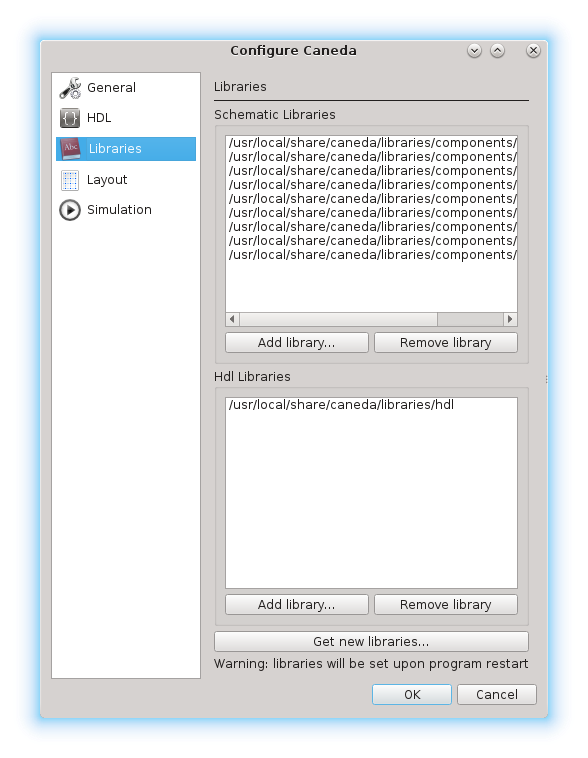 Configure Caneda
General
HDL
Libraries
Layout
Simulation
Libraries
Schematic Libraries
/usr/local/share/caneda/libraries/components/
/usr/local/share/caneda/libraries/components/
/usr/local/share/caneda/libraries/components/
/usr/local/share/caneda/libraries/components/
/usr/local/share/caneda/libraries/components/
/usr/local/share/caneda/libraries/components/
/usr/local/share/caneda/libraries/components/
/usr/local/share/caneda/libraries/components/
/usr/local/share/caneda/libraries/components/
Add library... Remove library
Hdl Libraries
/usr/local/share/caneda/libraries/hdl
Add library... Remove library
Get new libraries...
Warning: libraries will be set upon program restart
OK Cancel